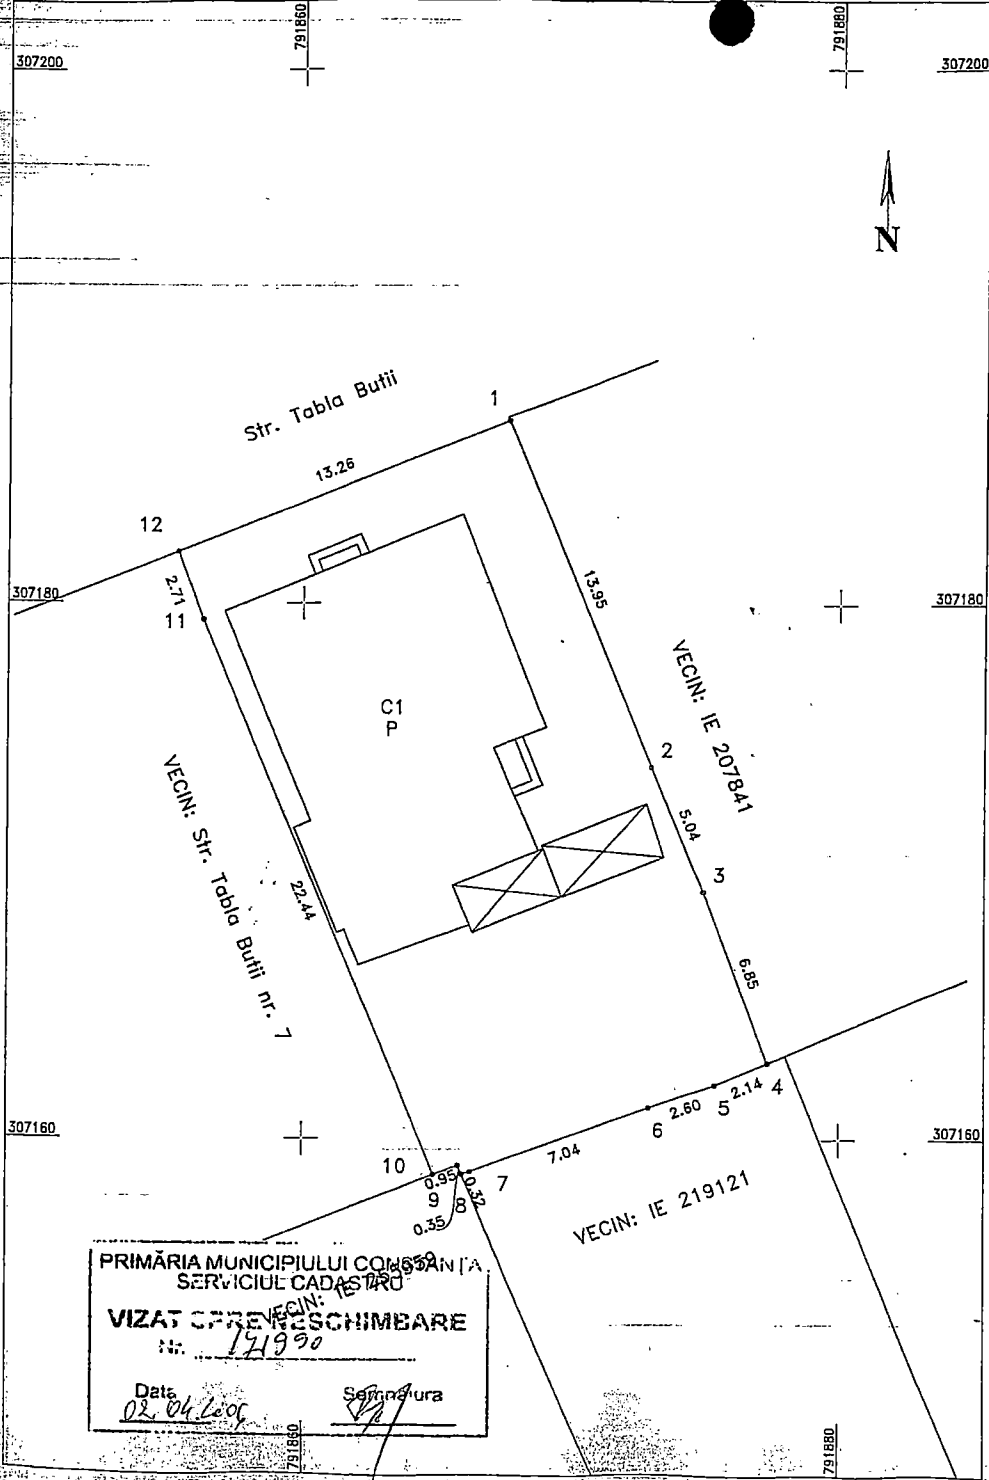 791860
791880
307200
307200
N
Str. Tabla Butii
1
13.26
12
2.71
307180
307180
11
13.95
C1
P
VECIN: IE 207841
2
5.04
VECIN: Str. Tabla Butii nr. 7
22.44
3
6.85
4
2.14
5
2.60
6
307160
307160
7.04
10
7
0.95
0.32
9
8
0.35
VECIN: IE 219121
PRIMĂRIA MUNICIPIULUI CONSTANȚA
SERVICIUL CADASTRU
VECIN: IE
VIZAT SPRE NESCHIMBARE
Nr.
Data
Semnătura
02.04
791860
791880